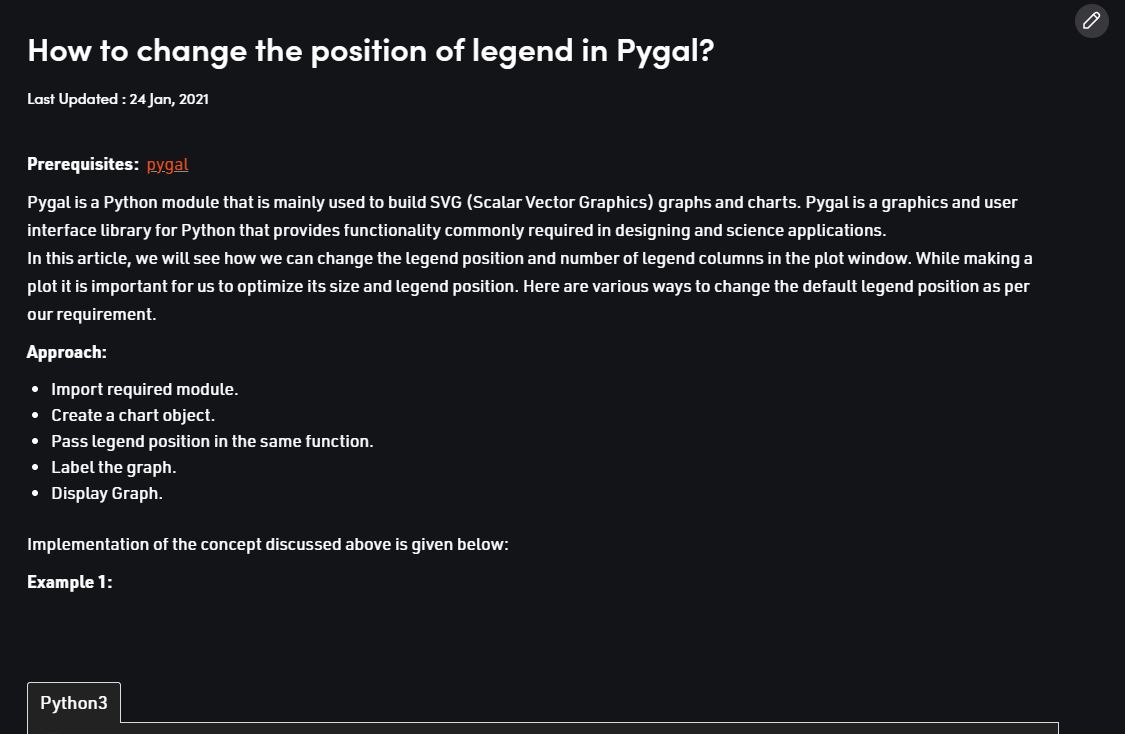 How to change the position of legend in Pygal?
Last Updated : 24 Jan, 2021
Prerequisites: pygal
Pygal is a Python module that is mainly used to build SVG (Scalar Vector Graphics) graphs and charts. Pygal is a graphics and user
interface library for Python that provides functionality commonly required in designing and science applications.
In this article, we will see how we can change the legend position and number of legend columns in the plot window. While making a
plot it is important for us to optimize its size and legend position. Here are various ways to change the default legend position as per
our requirement.
Approach:
• Import required module.
• Create a chart object.
• Pass legend position in the same function.
• Label the graph.
• Display Graph.
Implementation of the concept discussed above is given below:
Example 1:
Python3